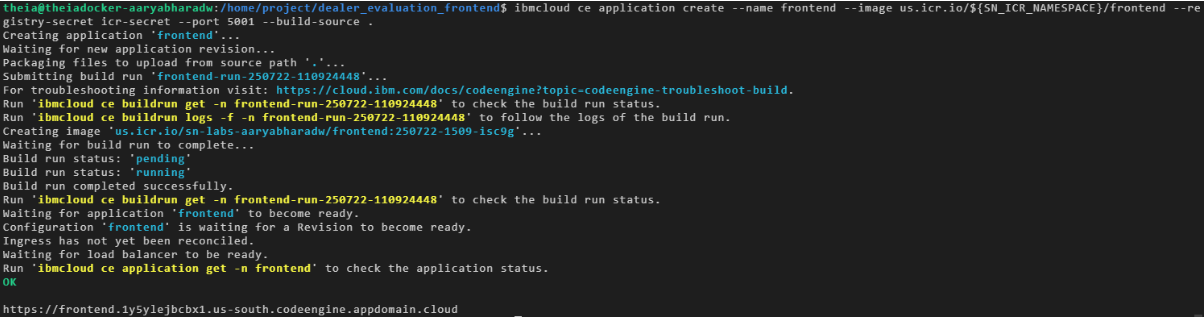 theia@theiadocker-aaryabharadw:/home/project/dealer_evaluation_frontend$ ibmcloud ce application create --name frontend --image us.icr.io/${SN_ICR_NAMESPACE}/frontend --re
gistry-secret icr-secret --port 5001 --build-source .
Creating application 'frontend'...
Waiting for new application revision...
Packaging files to upload from source path '.'...
Submitting build run 'frontend-run-250722-110924448'...
For troubleshooting information visit: https://cloud.ibm.com/docs/codeengine?topic=codeengine-troubleshoot-build.
Run 'ibmcloud ce buildrun get -n frontend-run-250722-110924448' to check the build run status.
Run 'ibmcloud ce buildrun logs -f -n frontend-run-250722-110924448' to follow the logs of the build run.
Creating image 'us.icr.io/sn-labs-aaryabharadw/frontend:250722-1509-isc9g'...
Waiting for build run to complete...
Build run status: 'pending'
Build run status: 'running'
Build run completed successfully.
Run 'ibmcloud ce buildrun get -n frontend-run-250722-110924448' to check the build run status.
Waiting for application 'frontend' to become ready.
Configuration 'frontend' is waiting for a Revision to become ready.
Ingress has not yet been reconciled.
Waiting for load balancer to be ready.
Run 'ibmcloud ce application get -n frontend' to check the application status.
OK
https://frontend.1y5ylejbcbx1.us-south.codeengine.appdomain.cloud